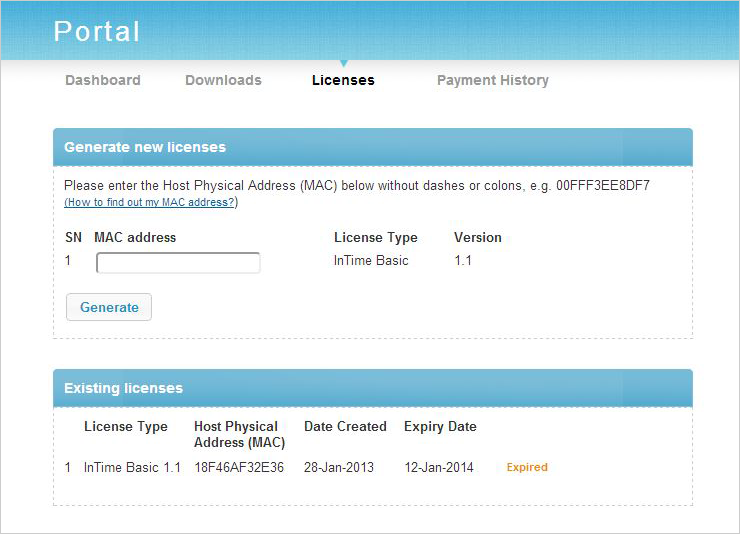 Portal
Dashboard Downloads Licenses Payment History
Generate new licenses
Please enter the Host Physical Address (MAC) below without dashes or colons, e.g. 00FFF3EE8DF7
(How to find out my MAC address?)
SN MAC address License Type Version
1 InTime Basic 1.1
Generate
Existing licenses
License Type Host Physical Date Created Expiry Date
Address (MAC)
1 InTime Basic 1.1 18F46AF32E36 28-Jan-2013 12-Jan-2014 Expired